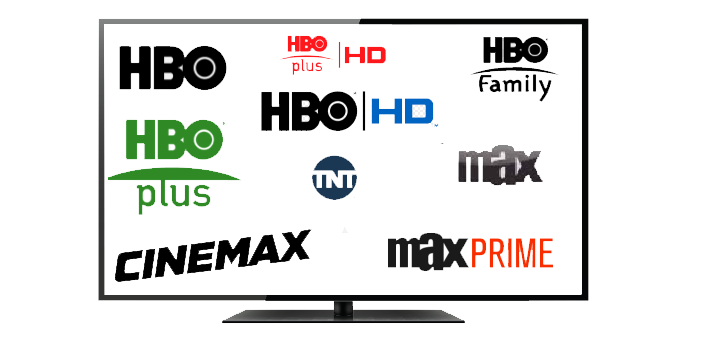 HBO
HBO
plus
HD
HBO
Family
HBO HD
HBO
plus
TNT
max
CINEMAX
max PRIME